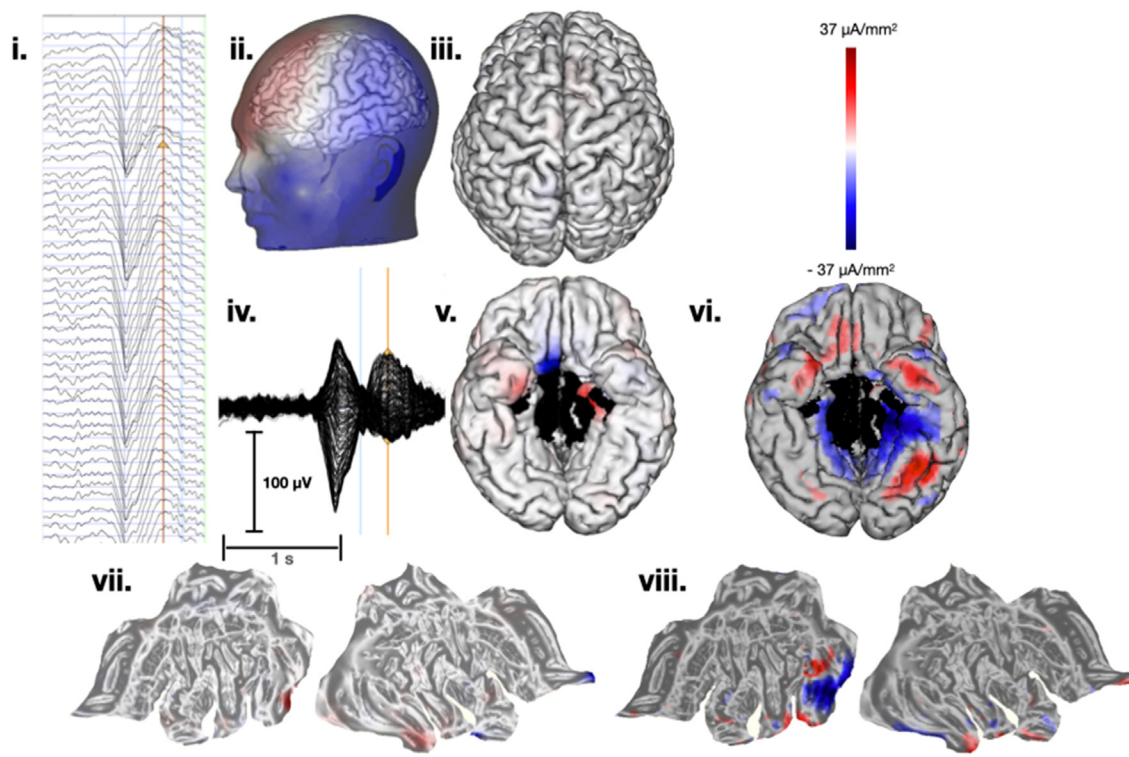 i.
ii.
iii.
37 µA/mm²
- 37 µA/mm²
iv.
100 µV
1 s
v.
vi.
vii.
viii.